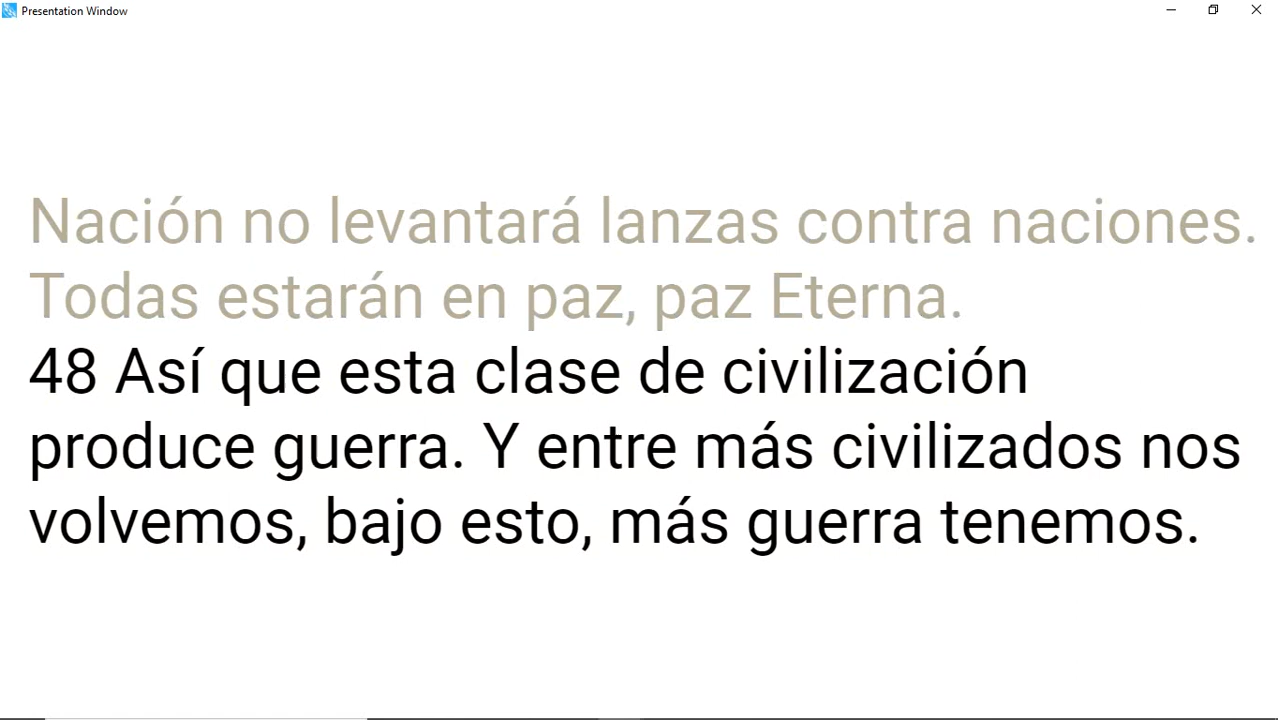 Presentation Window
Nación no levantará lanzas contra naciones.
Todas estarán en paz, paz Eterna.
48 Así que esta clase de civilización
produce guerra. Y entre más civilizados nos
volvemos, bajo esto, más guerra tenemos.